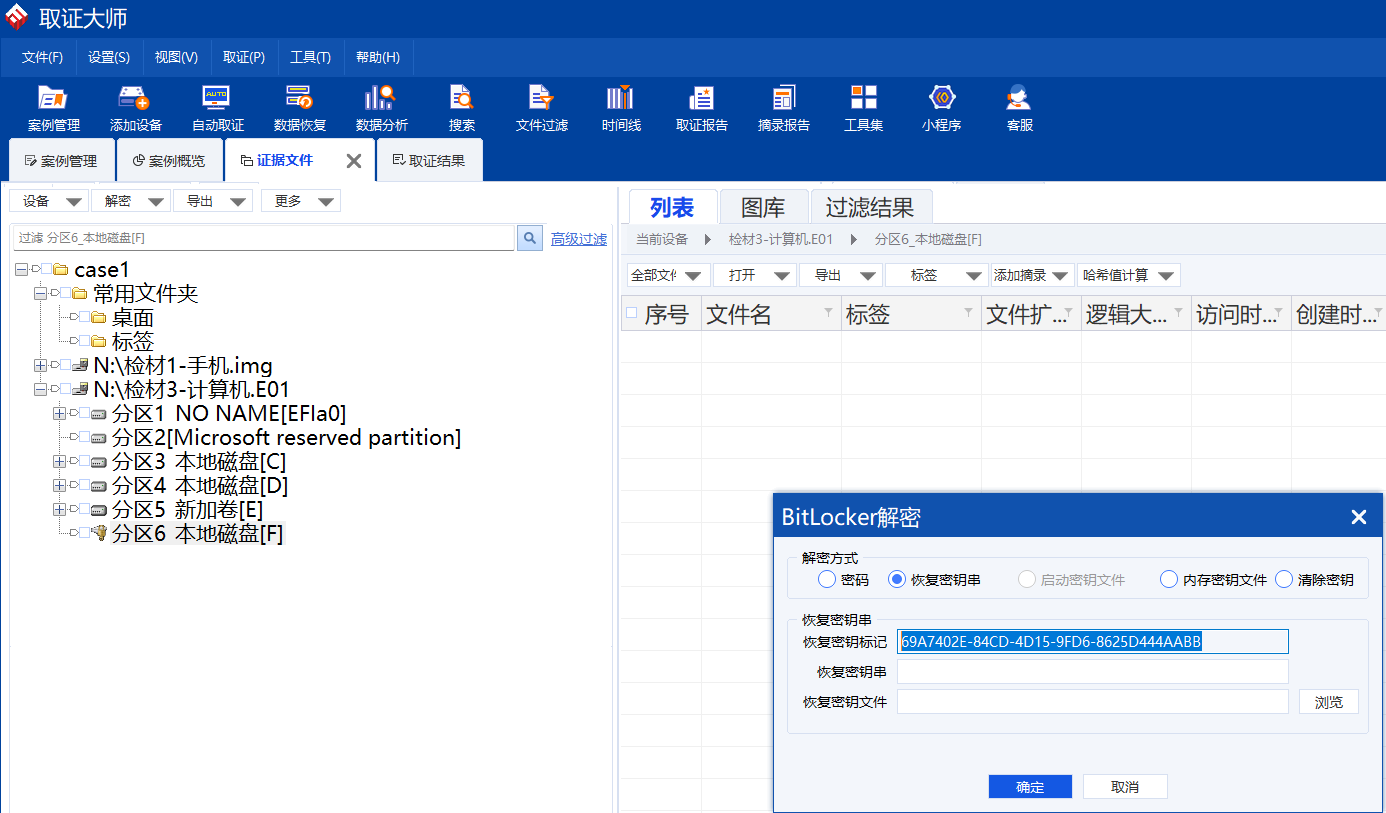 取证大师
文件(F) 设置(S) 视图(V) 取证(P) 工具(T) 帮助(H)
AUTO
案例管理 添加设备 自动取证 数据恢复 数据分析 搜索 文件过滤 时间线 取证报告 摘录报告 工具集 小程序 客服
案例管理 案例概览 证据文件 取证结果
设备 解密 导出 更多
过滤 分区6_本地磁盘[F] 高级过滤
case1
常用文件夹
桌面
标签
N:\检材1-手机.img
N:\检材3-计算机.E01
分区1 NO NAME[EFIa0]
分区2[Microsoft reserved partition]
分区3 本地磁盘[C]
分区4 本地磁盘[D]
分区5 新加卷[E]
分区6 本地磁盘[F]
列表 图库 过滤结果
当前设备 检材3-计算机.E01 分区6_本地磁盘[F]
全部文件 打开 导出 标签 添加摘录 哈希值计算
序号 文件名 标签 文件扩... 逻辑大... 访问时... 创建时...
BitLocker解密
解密方式
密码 恢复密钥串 启动密钥文件 内存密钥文件 清除密钥
恢复密钥串
恢复密钥标记 69A7402E-84CD-4D15-9FD6-8625D444AABB
恢复密钥串
恢复密钥文件 浏览
确定 取消